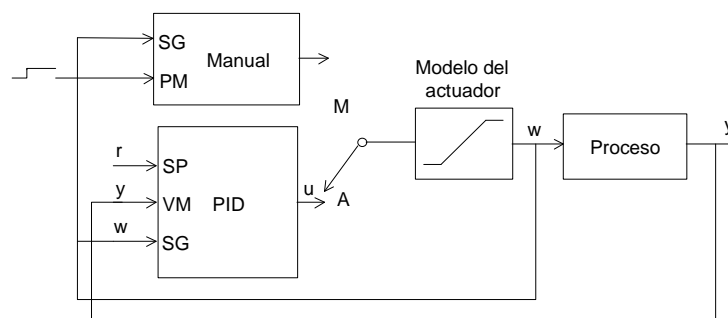 SG
Manual
PM
Modelo del
actuador
M
r
SP
y
VM
PID
u
A
w
SG
w
Proceso
y